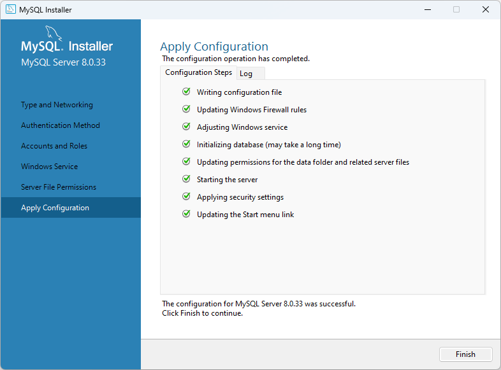 MySQL Installer
MySQL. Installer
MySQL Server 8.0.33
Type and Networking
Authentication Method
Accounts and Roles
Windows Service
Server File Permissions
Apply Configuration
Apply Configuration
The configuration operation has completed.
Configuration Steps Log
Writing configuration file
Updating Windows Firewall rules
Adjusting Windows service
Initializing database (may take a long time)
Updating permissions for the data folder and related server files
Starting the server
Applying security settings
Updating the Start menu link
The configuration for MySQL Server 8.0.33 was successful.
Click Finish to continue.
Finish